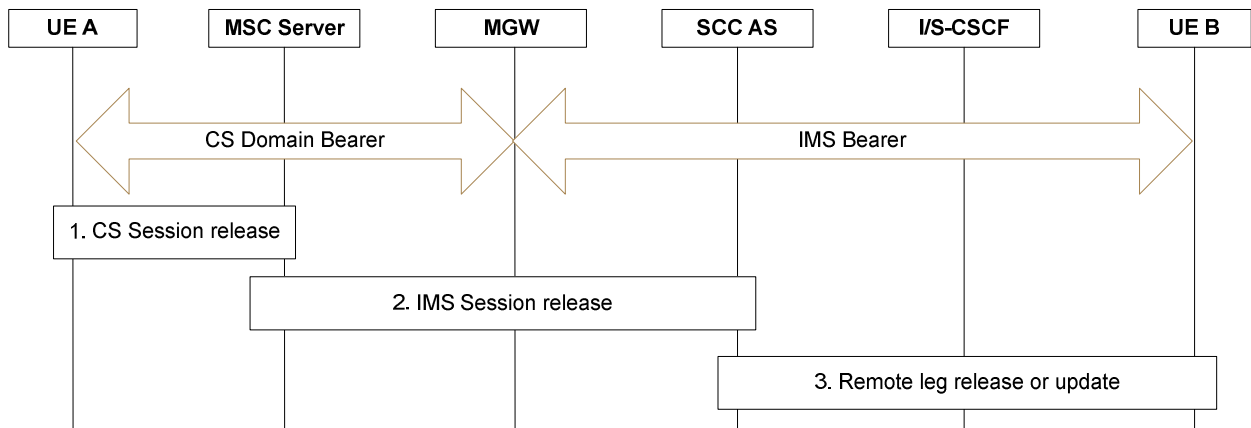 UE A
MSC Server
MGW
SCC AS
I/S-CSCF
UE B
CS Domain Bearer
IMS Bearer
1. CS Session release
2. IMS Session release
3. Remote leg release or update